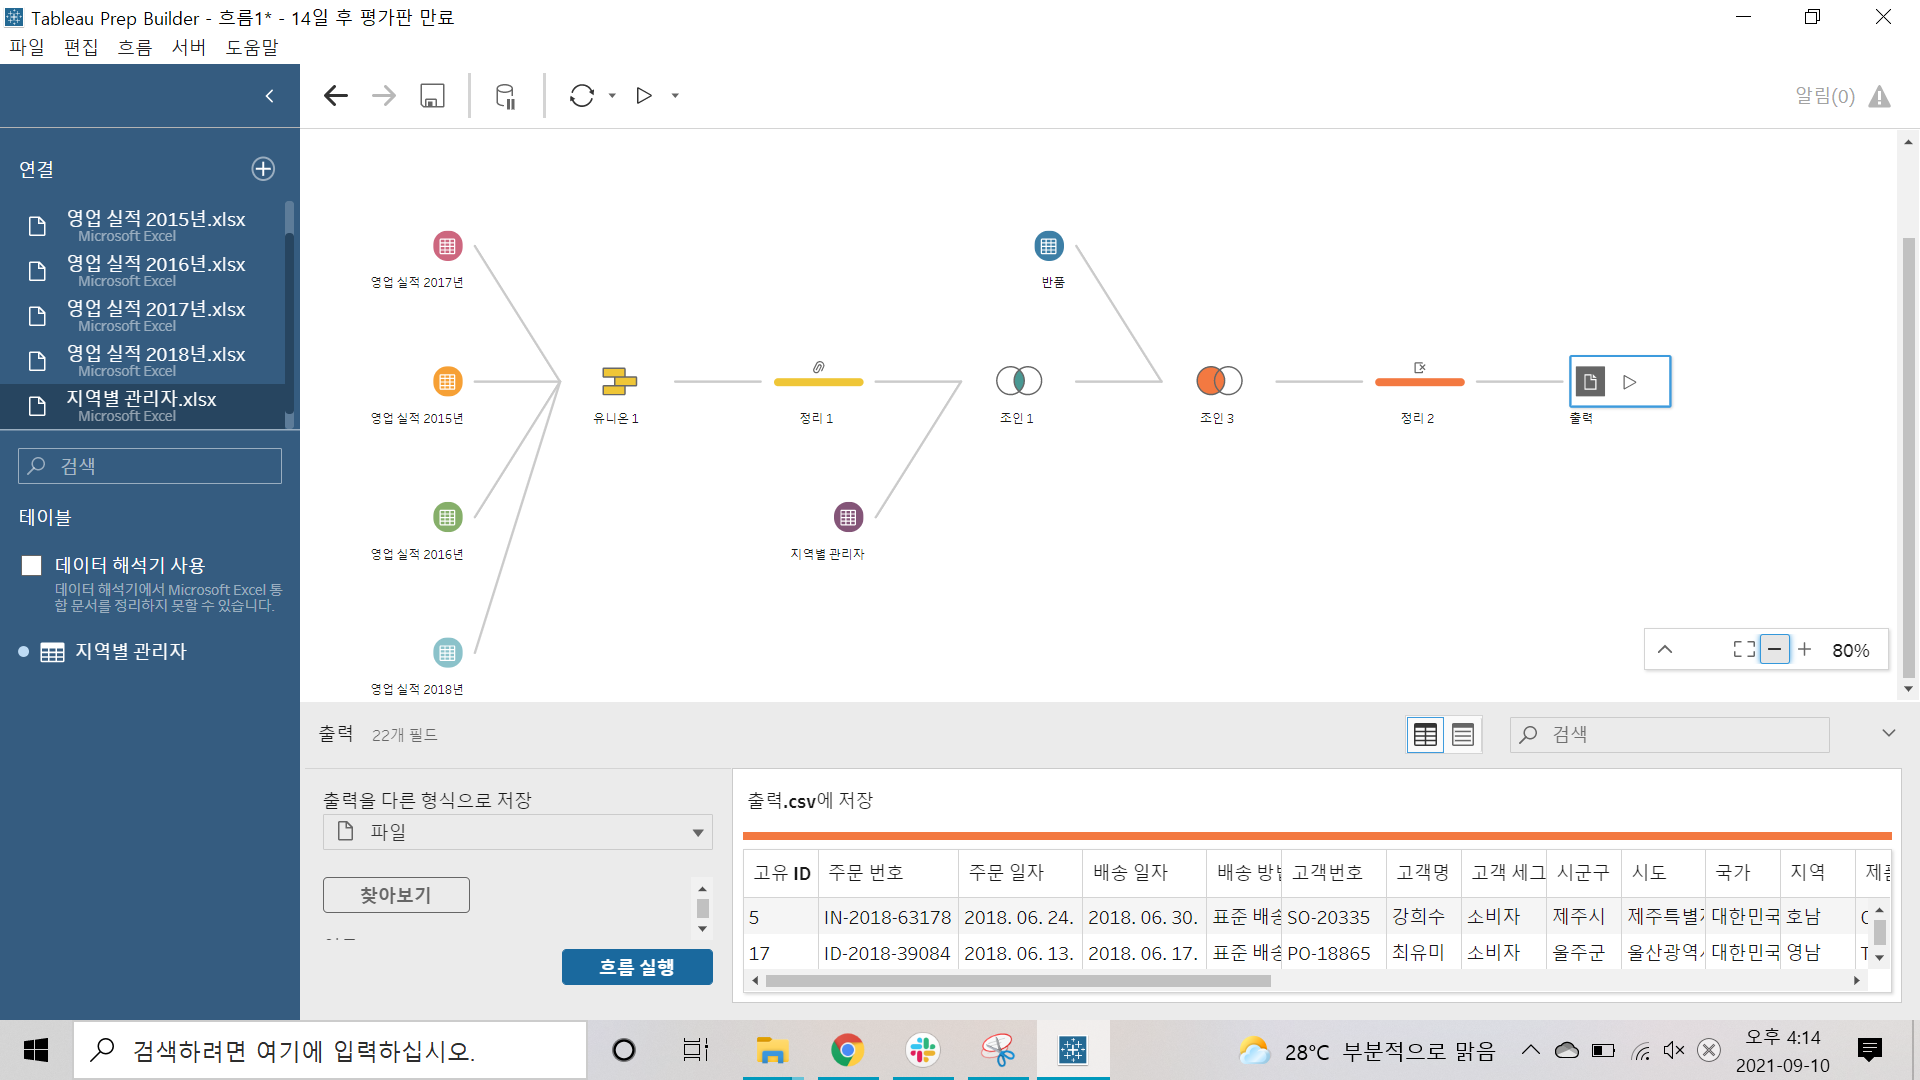 Tableau Prep Builder - 흐름1* - 14일 후 평가판 만료
파일 편집 흐름 서버 도움말
알림(0)
연결
영업 실적 2015년.xlsx
Microsoft Excel
영업 실적 2016년.xlsx
Microsoft Excel
영업 실적 2017년.xlsx
Microsoft Excel
영업 실적 2018년.xlsx
Microsoft Excel
지역별 관리자.xlsx
Microsoft Excel
검색
테이블
데이터 해석기 사용
데이터 해석기에서 Microsoft Excel 통
합 문서를 정리하지 못할 수 있습니다.
지역별 관리자
영업 실적 2017년
반품
영업 실적 2015년
유니온 1
정리 1
조인 1
조인 3
정리 2
출력
영업 실적 2016년
지역별 관리자
영업 실적 2018년
80%
출력 22개 필드
검색
출력을 다른 형식으로 저장
파일
찾아보기
흐름 실행
출력.csv에 저장
고유 ID 주문 번호 주문 일자 배송 일자 배송 방법 고객번호 고객명 고객 세그 시군구 시도 국가 지역
5 IN-2018-63178 2018. 06. 24. 2018. 06. 30. 표준 배송 SO-20335 강희수 소비자 제주시 제주특별 대한민국 호남
17 ID-2018-39084 2018. 06. 13. 2018. 06. 17. 표준 배송 PO-18865 최유미 소비자 울주군 울산광역 대한민국 영남
검색하려면 여기에 입력하십시오.
28°C 부분적으로 맑음
오후 4:14
2021-09-10